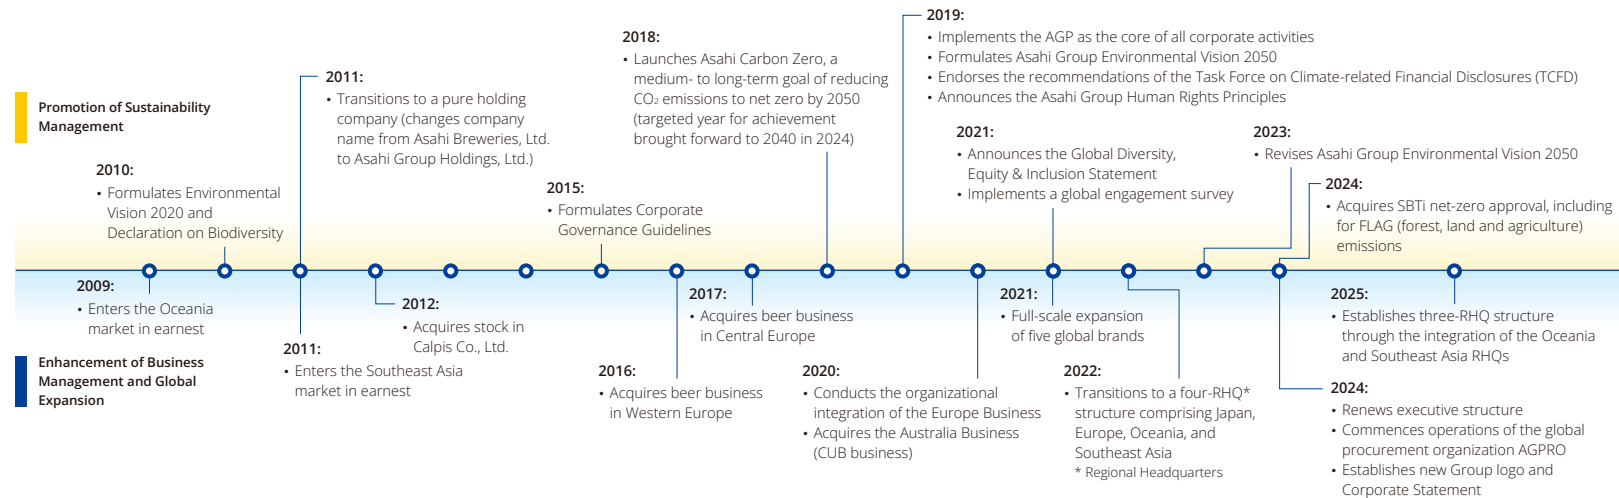 Promotion of Sustainability
Management
2010:
• Formulates Environmental
Vision 2020 and
Declaration on Biodiversity
2011:
• Transitions to a pure holding
company (changes company
name from Asahi Breweries, Ltd.
to Asahi Group Holdings, Ltd.)
2015:
• Formulates Corporate
Governance Guidelines
2018:
• Launches Asahi Carbon Zero, a
medium- to long-term goal of reducing
CO₂ emissions to net zero by 2050
(targeted year for achievement
brought forward to 2040 in 2024)
2019:
• Implements the AGP as the core of all corporate activities
• Formulates Asahi Group Environmental Vision 2050
• Endorses the recommendations of the Task Force on Climate-related Financial Disclosures (TCFD)
• Announces the Asahi Group Human Rights Principles
2021:
• Announces the Global Diversity,
Equity & Inclusion Statement
• Implements a global engagement survey
2023:
• Revises Asahi Group Environmental Vision 2050
2024:
• Acquires SBTi net-zero approval, including
for FLAG (forest, land and agriculture)
emissions
Enhancement of Business
Management and Global
Expansion
2009:
• Enters the Oceania
market in earnest
2011:
• Enters the Southeast Asia
market in earnest
2012:
• Acquires stock in
Calpis Co., Ltd.
2016:
• Acquires beer business
in Western Europe
2017:
• Acquires beer business
in Central Europe
2020:
• Conducts the organizational
integration of the Europe Business
• Acquires the Australia Business
(CUB business)
2021:
• Full-scale expansion
of five global brands
2022:
• Transitions to a four-RHQ*
structure comprising Japan,
Europe, Oceania, and
Southeast Asia
* Regional Headquarters
2025:
• Establishes three-RHQ structure
through the integration of the Oceania
and Southeast Asia RHQs
2024:
• Renews executive structure
• Commences operations of the global
procurement organization AGPRO
• Establishes new Group logo and
Corporate Statement